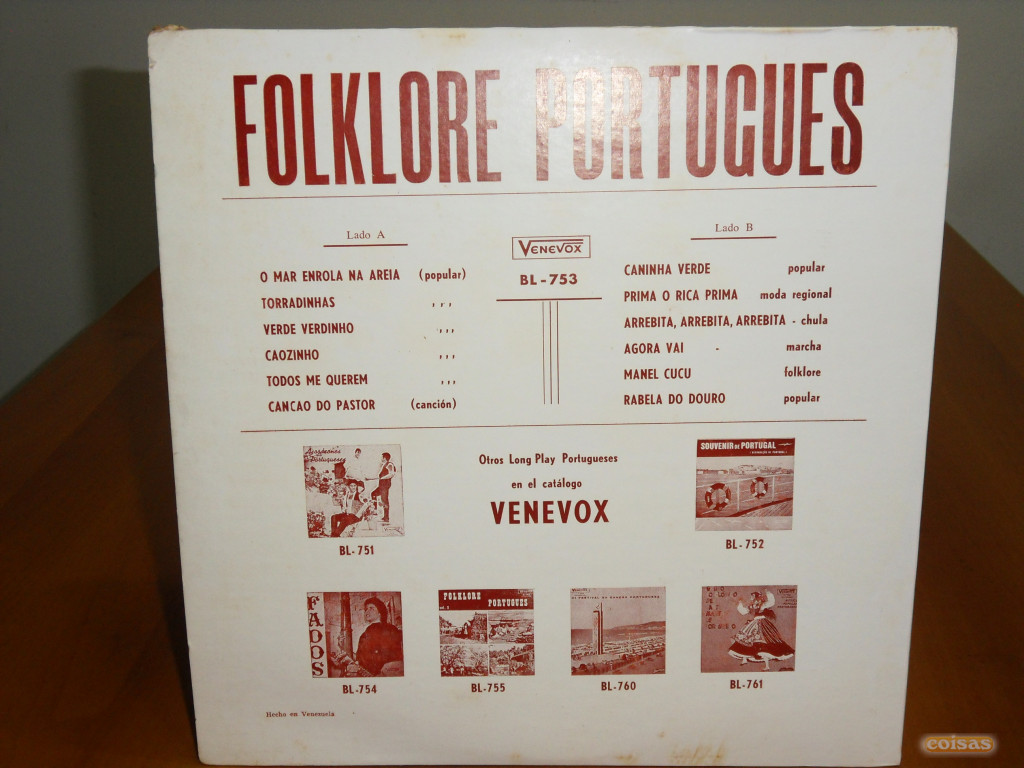 FOLKLORE PORTUGUES
Lado A
O MAR ENROLA NA AREIA (popular)
TORRADINHAS ,,,
VERDE VERDINHO ,,,
CAOZINHO ,,,
TODOS ME QUEREM ,,,
CANCAO DO PASTOR (canción)
VENEVOX
BL-753
Lado B
CANINHA VERDE popular
PRIMA O RICA PRIMA moda regional
ARREBITA, ARREBITA, ARREBITA - chula
AGORA VAI - marcha
MANEL CUCU folklore
RABELA DO DOURO popular
Portugueses
BL-751
Otros Long Play Portugueses
en el catálogo
VENEVOX
SOUVENIR DE PORTUGAL
BL-752
FADOS
BL-754
FOLKLORE
PORTUGUES
BL-755
BL-760
BL-761
Hecho en Venezuela
coisas